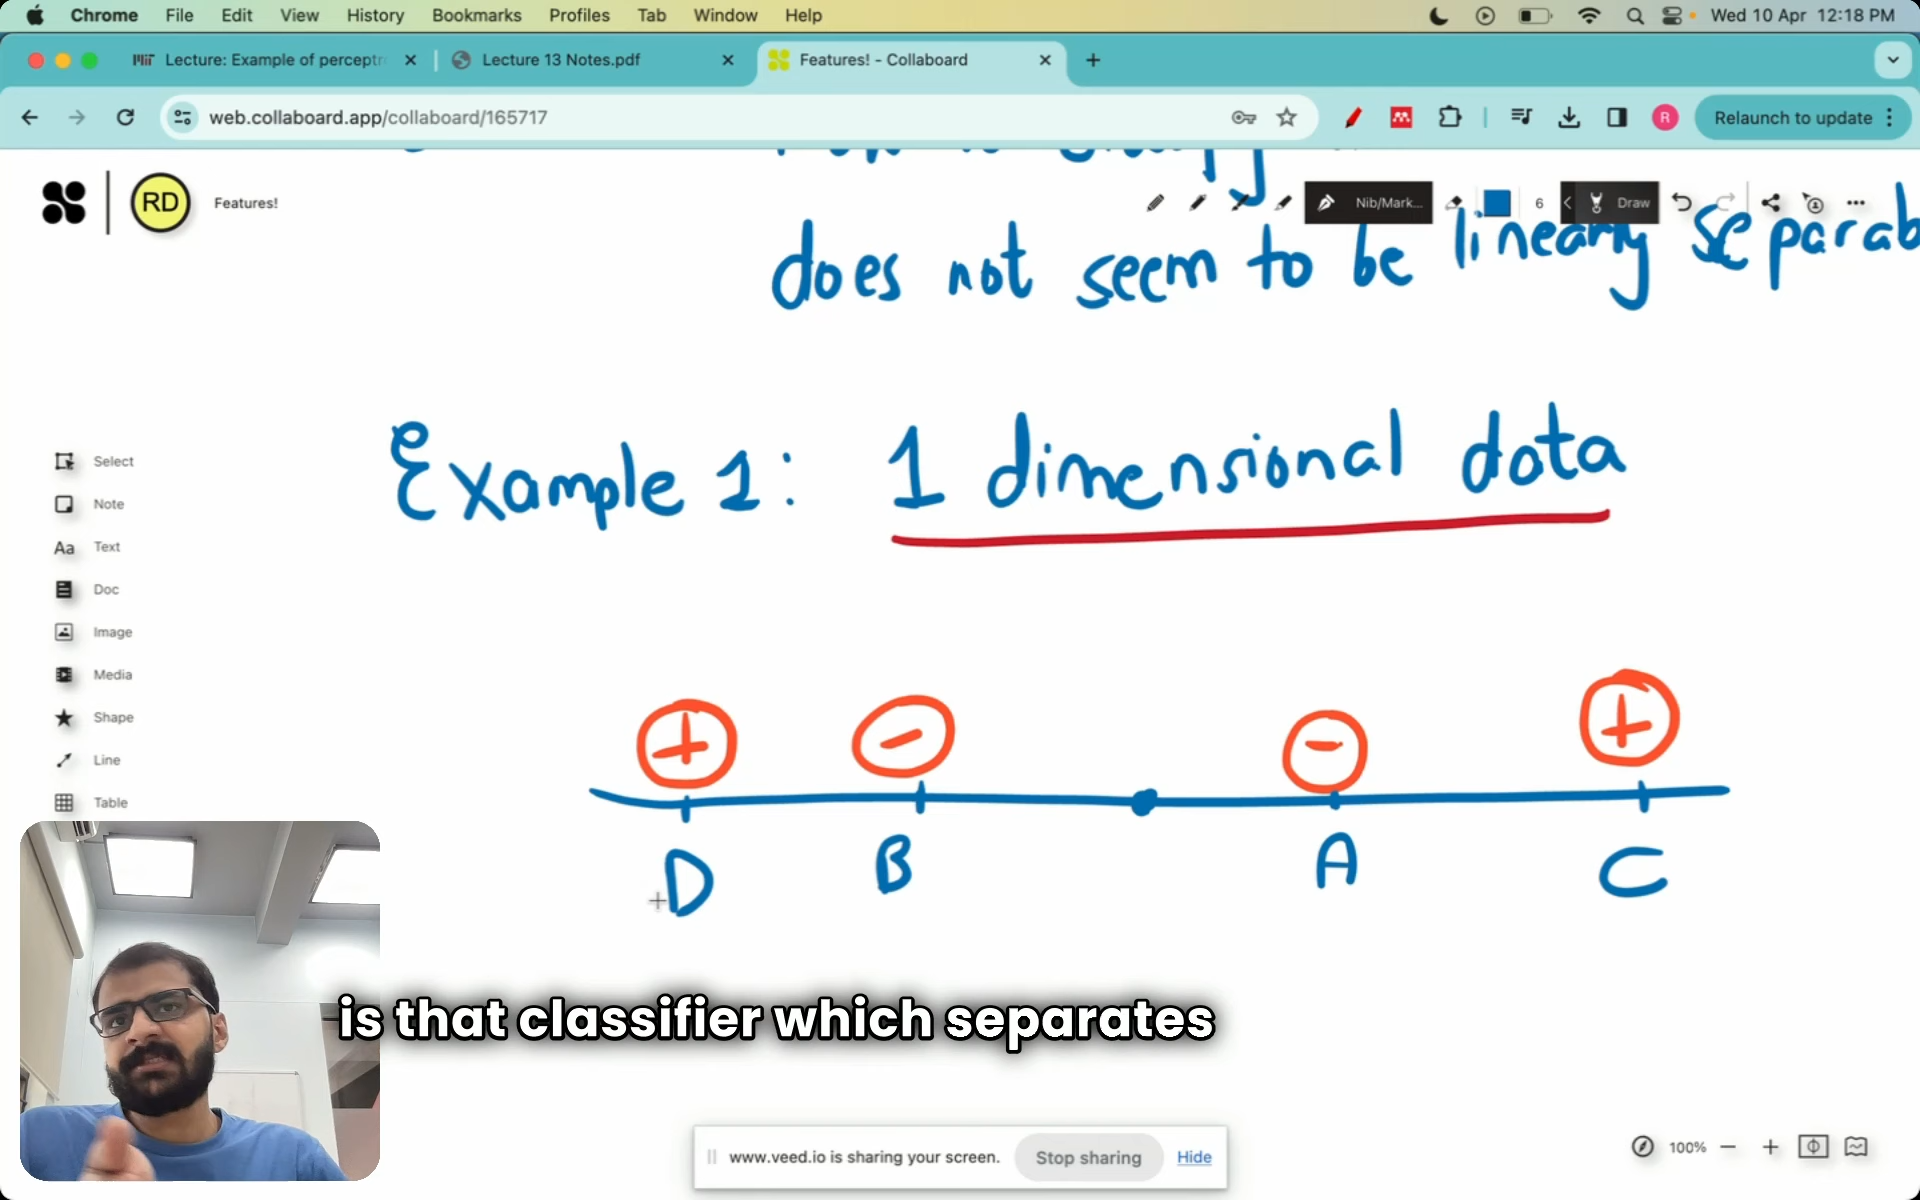 Chrome File Edit View History Bookmarks Profiles Tab Window Help Wed 10 Apr 12:18 PM
Lecture: Example of perceptr Lecture 13 Notes.pdf Features! - Collaboard
web.collaboard.app/collaboard/165717 R Relaunch to update
RD Features! Nib/Mark... 6 Draw
does not seem to be linearly separab
Example 1: 1 dimensional data
Select
Note
Aa Text
Doc
Image
Media
Shape
Line
Table
+ - - +
D B A C
is that classifier which separates
www.veed.io is sharing your screen. Stop sharing Hide
100%